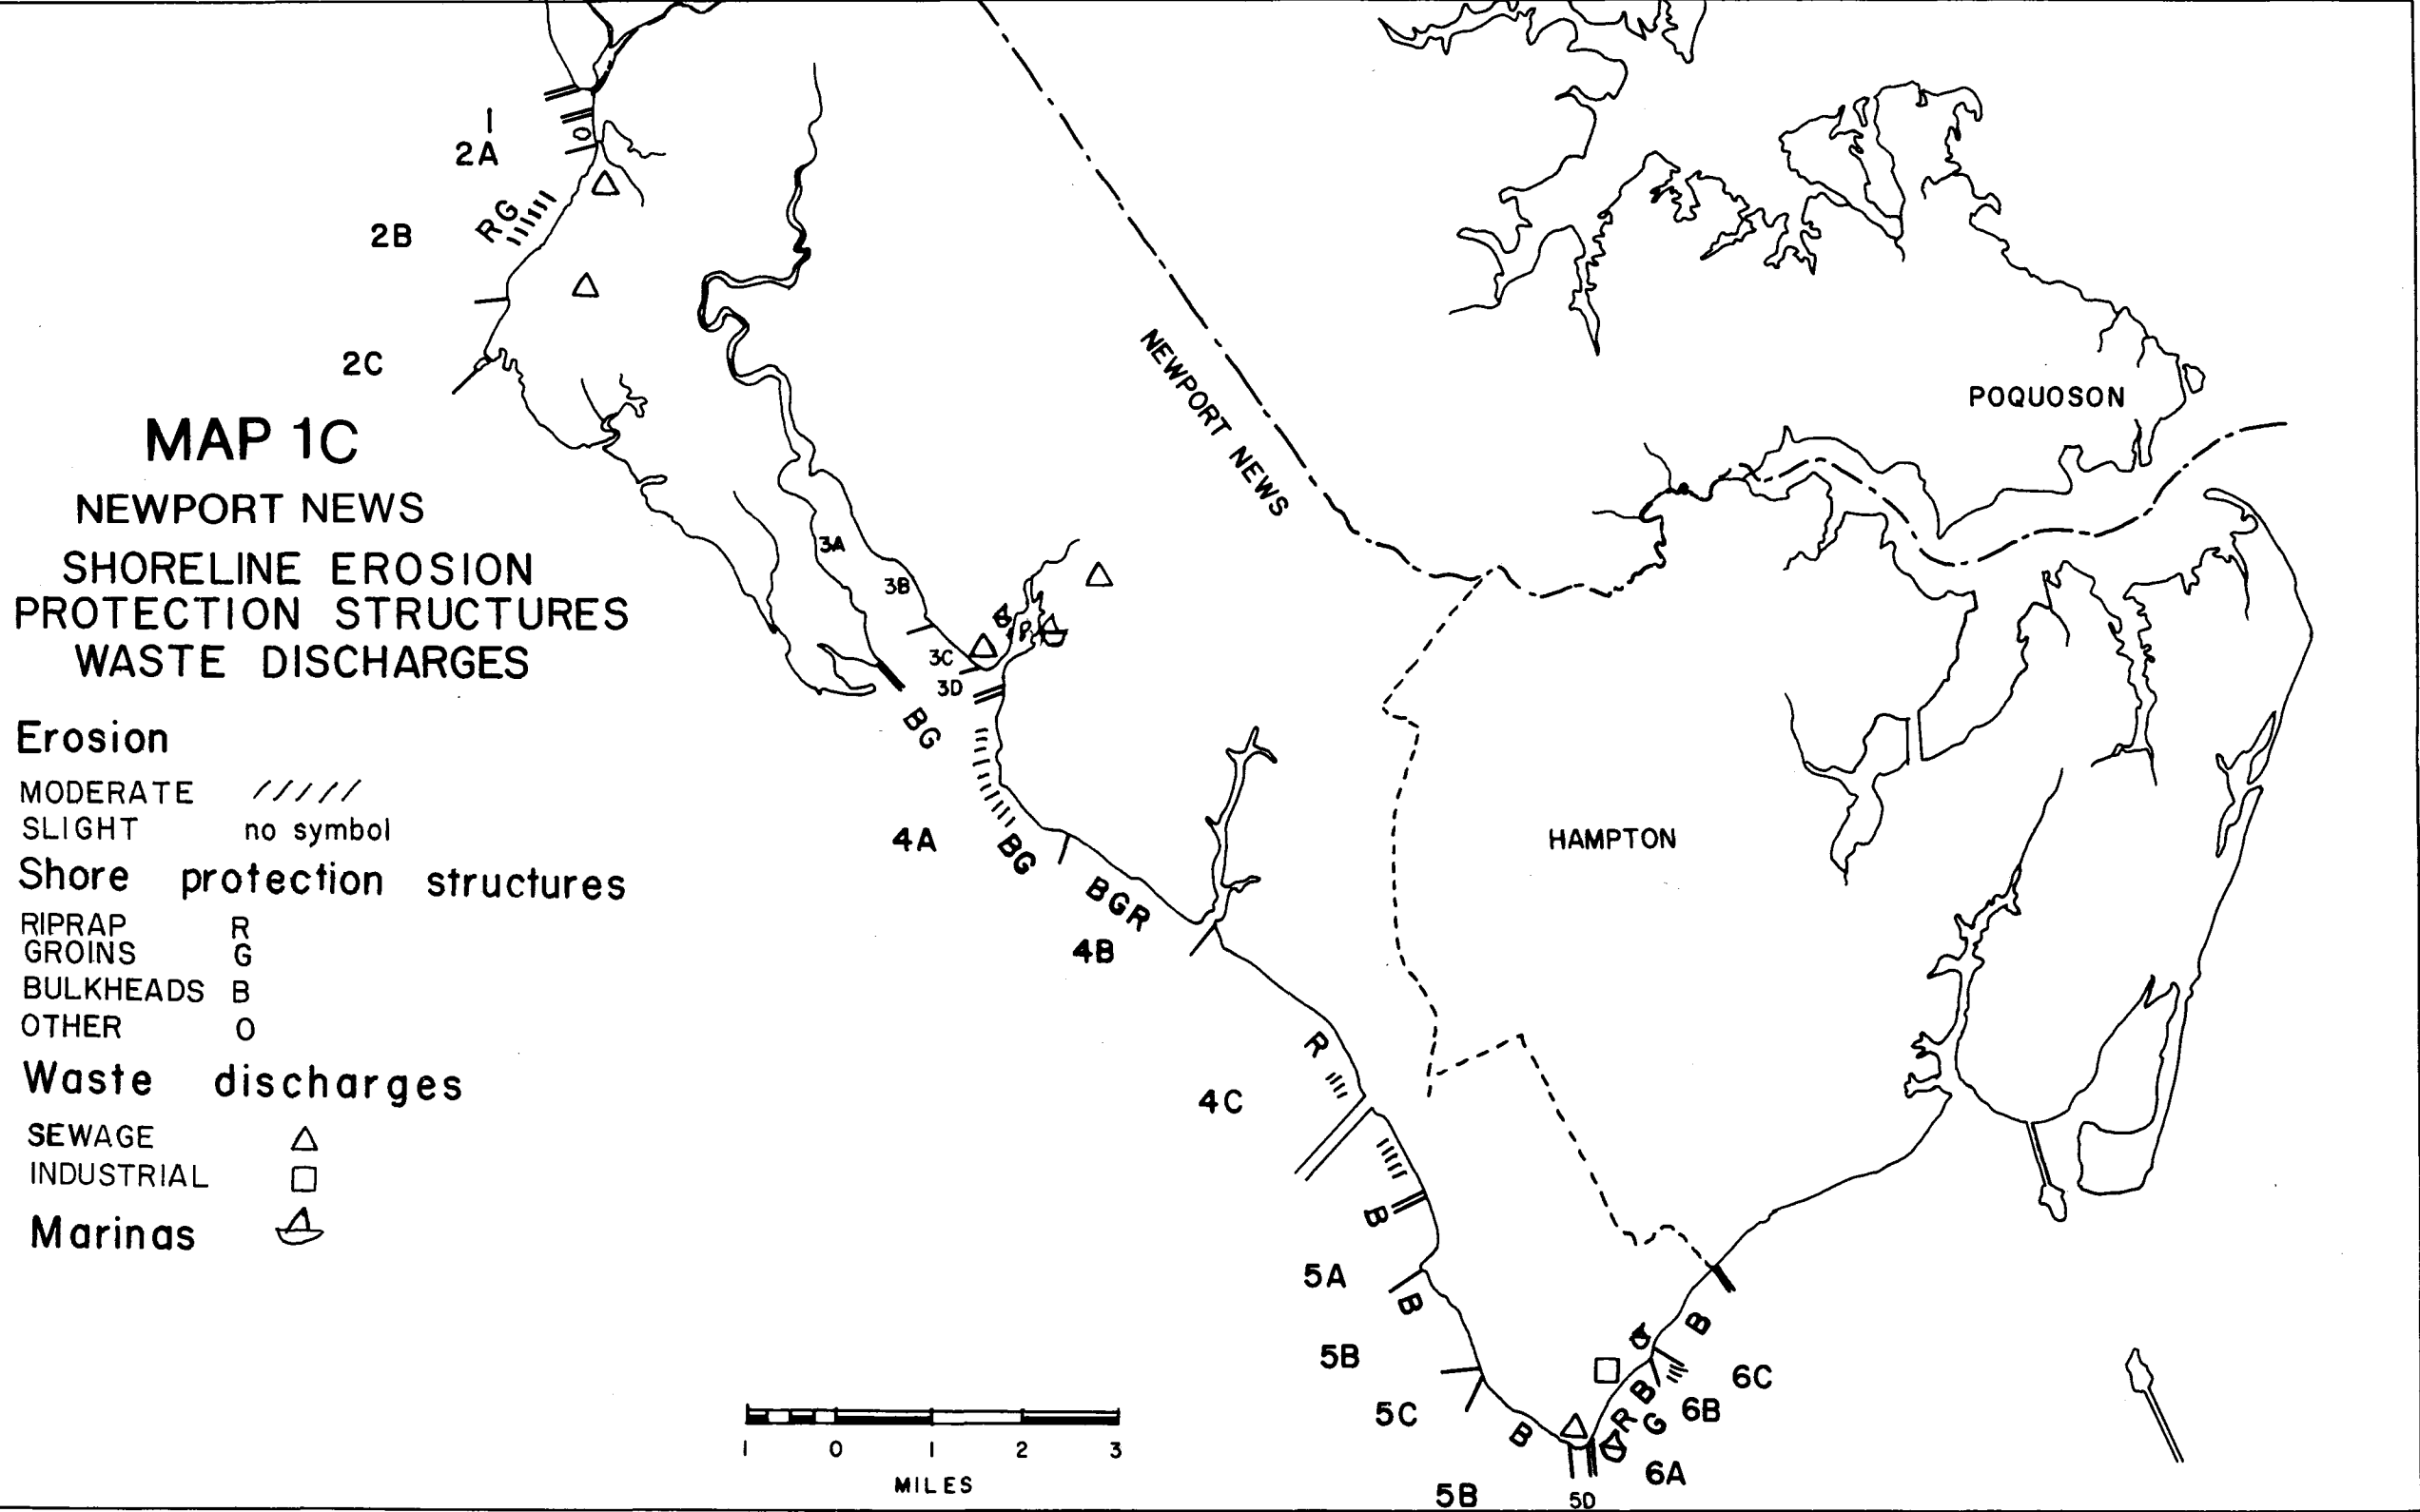 I
2A
2B
RG
2C
MAP 1C
NEWPORT NEWS
SHORELINE EROSION
PROTECTION STRUCTURES
WASTE DISCHARGES
Erosion
MODERATE /////
SLIGHT no symbol
Shore protection structures
RIPRAP R
GROINS G
BULKHEADS B
OTHER O
Waste discharges
SEWAGE
INDUSTRIAL
Marinas
O
NEWPORT NEWS
POQUOSON
HAMPTON
3A
3B
3C
3D
B
BG
4A
BG
BGR
4B
R
4C
B
5A
B
5B
5C
B
5B
5D
6A
R B
G
6B
6C
B
1 0 1 2 3
MILES